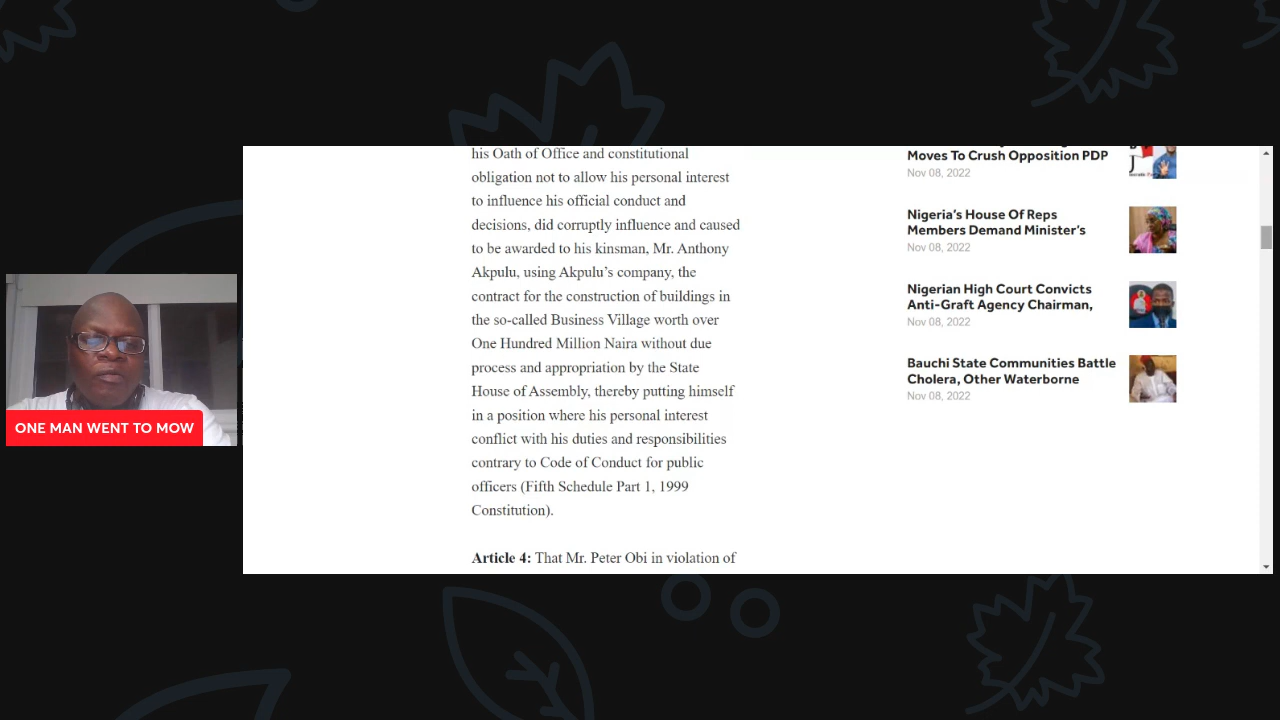 his Oath of Office and constitutional
obligation not to allow his personal interest
to influence his official conduct and
decisions, did corruptly influence and caused
to be awarded to his kinsman, Mr. Anthony
Akpulu, using Akpulu’s company, the
contract for the construction of buildings in
the so-called Business Village worth over
One Hundred Million Naira without due
process and appropriation by the State
House of Assembly, thereby putting himself
in a position where his personal interest
conflict with his duties and responsibilities
contrary to Code of Conduct for public
officers (Fifth Schedule Part 1, 1999
Constitution).
Article 4: That Mr. Peter Obi in violation of
Moves To Crush Opposition PDP
Nov 08, 2022
Nigeria’s House Of Reps
Members Demand Minister’s
Nov 08, 2022
Nigerian High Court Convicts
Anti-Graft Agency Chairman,
Nov 08, 2022
Bauchi State Communities Battle
Cholera, Other Waterborne
Nov 08, 2022
ONE MAN WENT TO MOW